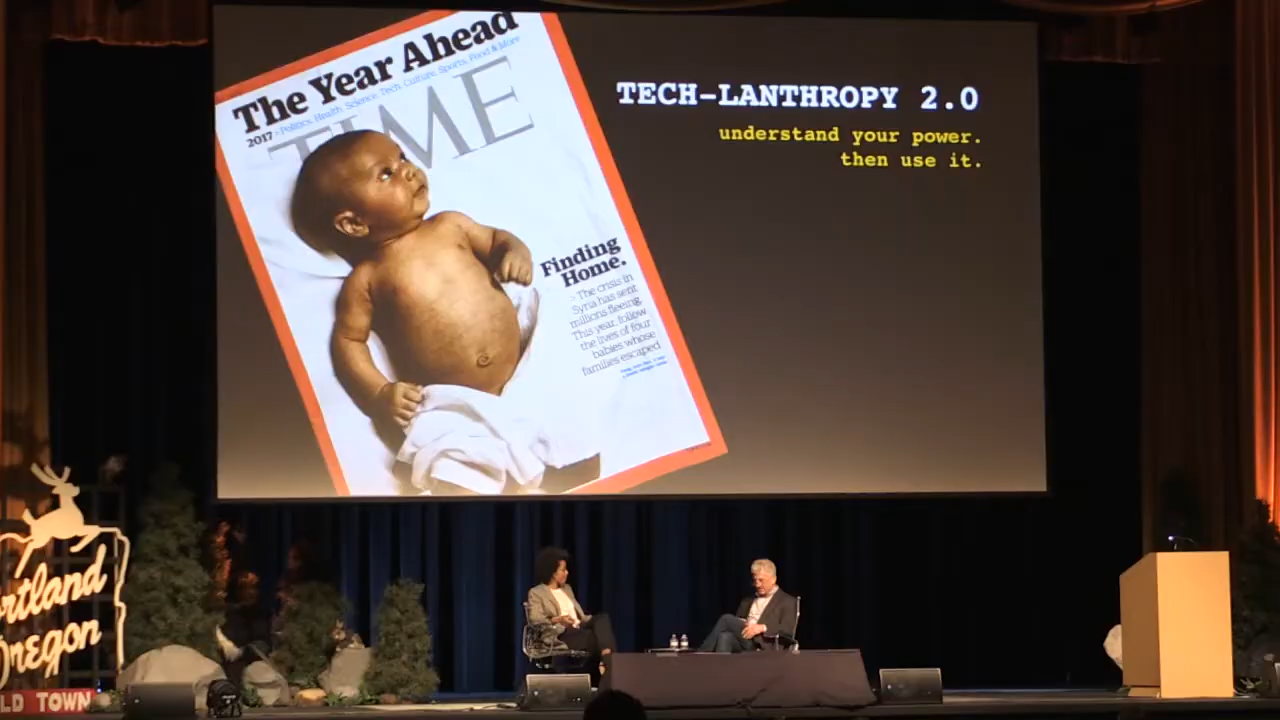 The Year Ahead
2017 > Politics, Health, Science, Tech, Culture, Sports, Food & More
TIME
Finding
Home.
> The crisis in
Syria has sent
millions fleeing.
This year, follow
the lives of four
babies whose
families escaped
TECH-LANTHROPY 2.0
understand your power.
then use it.
rtland
Oregon
LD TOWN